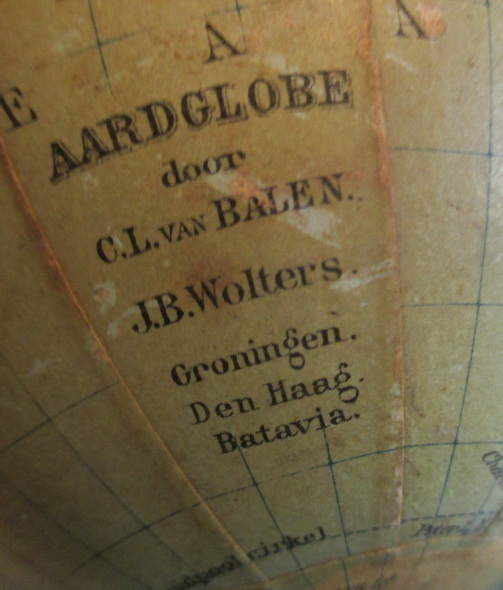 E A A
AARDGLOBE
door
C.L. VAN BALEN.
J.B. Wolters.
Groningen.
Den Haag.
Batavia.